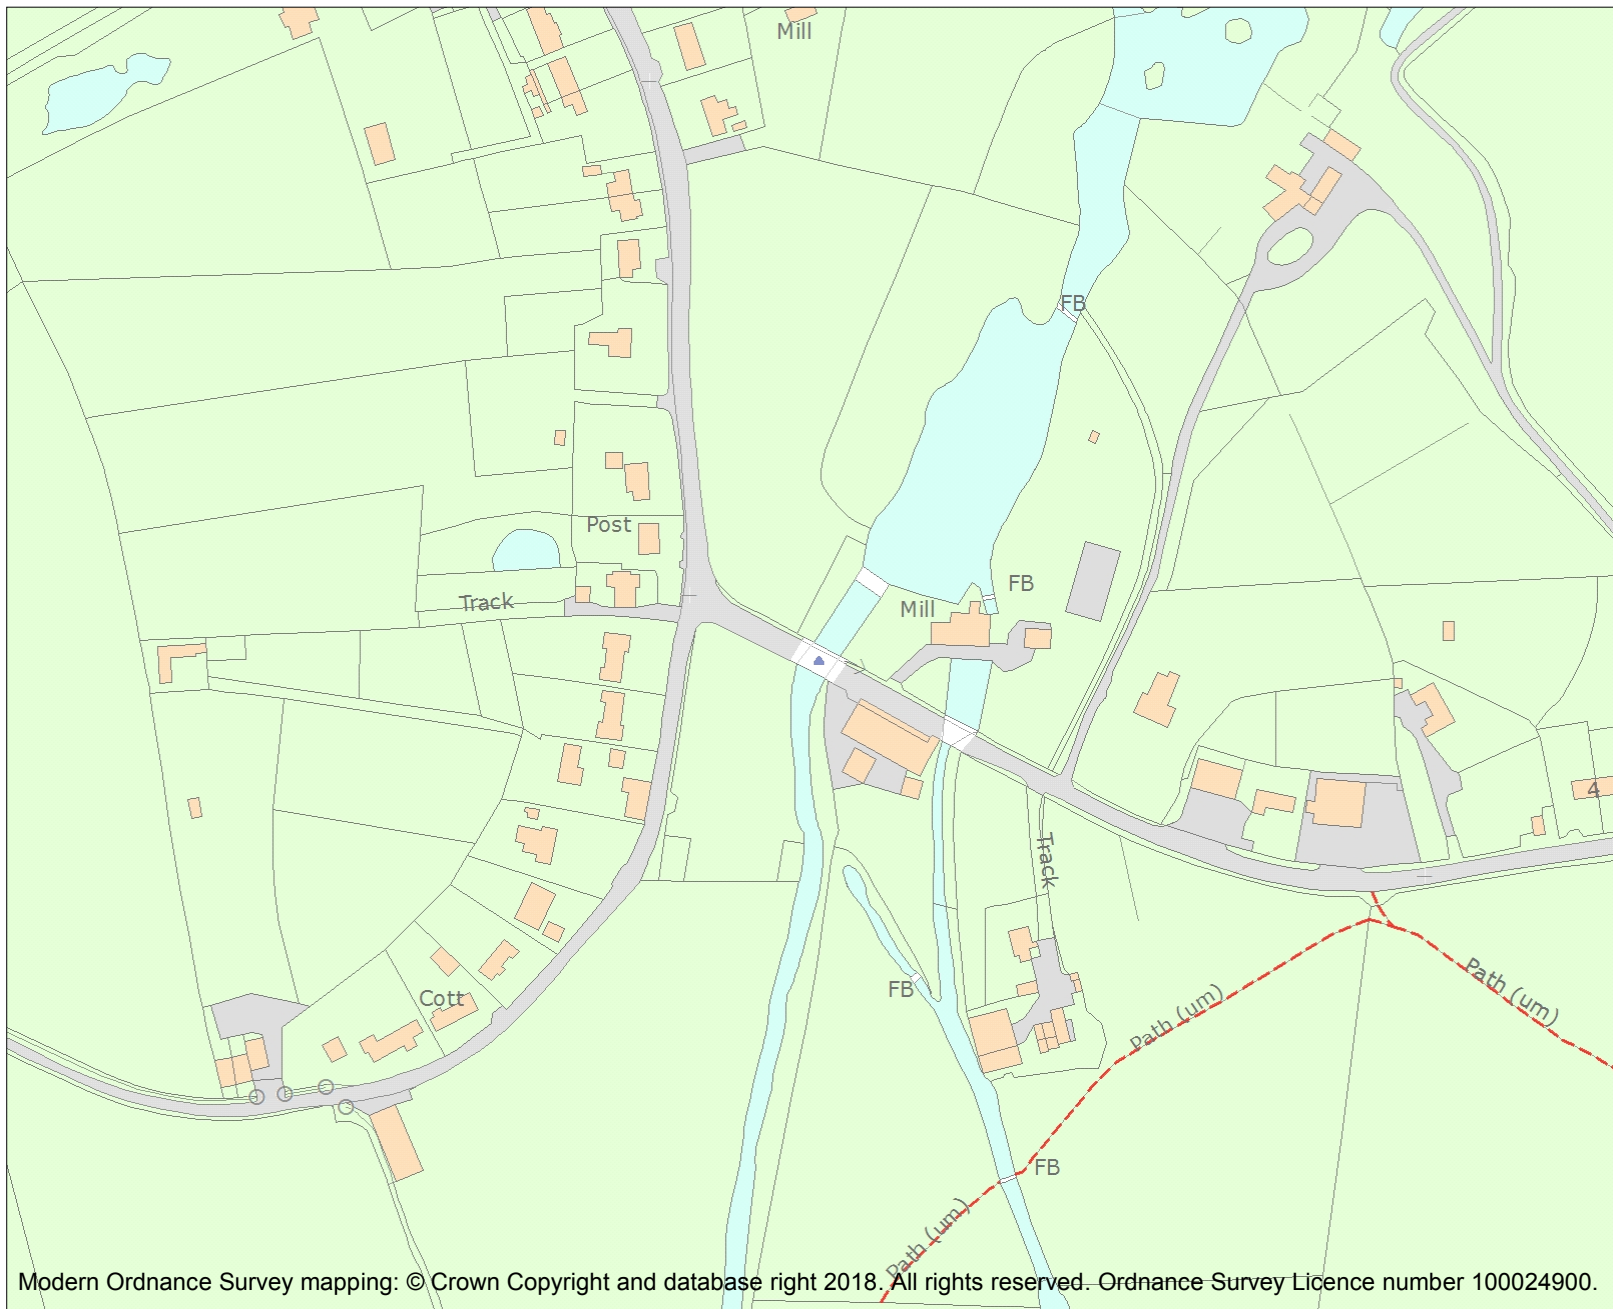 Mill
FB
Post
FB
Track
Mill
4
Track
Path (um)
FB
Cott
Path (um)
FB
Path (um)
Modern Ordnance Survey mapping: © Crown Copyright and database right 2018. All rights reserved. Ordnance Survey Licence number 100024900.